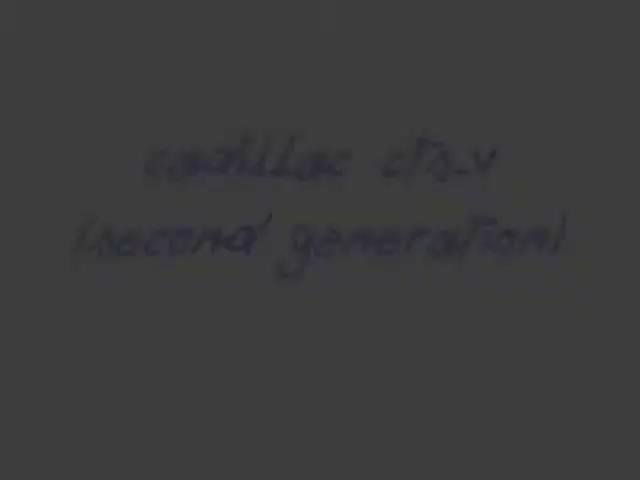 cadillac cts-v
(second generation)